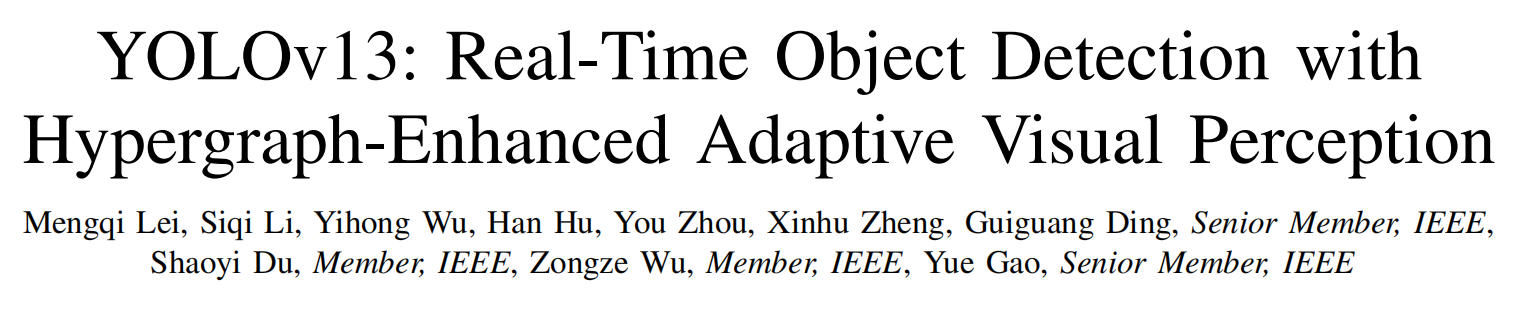 YOLOv13: Real-Time Object Detection with
Hypergraph-Enhanced Adaptive Visual Perception
Mengqi Lei, Siqi Li, Yihong Wu, Han Hu, You Zhou, Xinhu Zheng, Guiguang Ding, Senior Member, IEEE,
Shaoyi Du, Member, IEEE, Zongze Wu, Member, IEEE, Yue Gao, Senior Member, IEEE